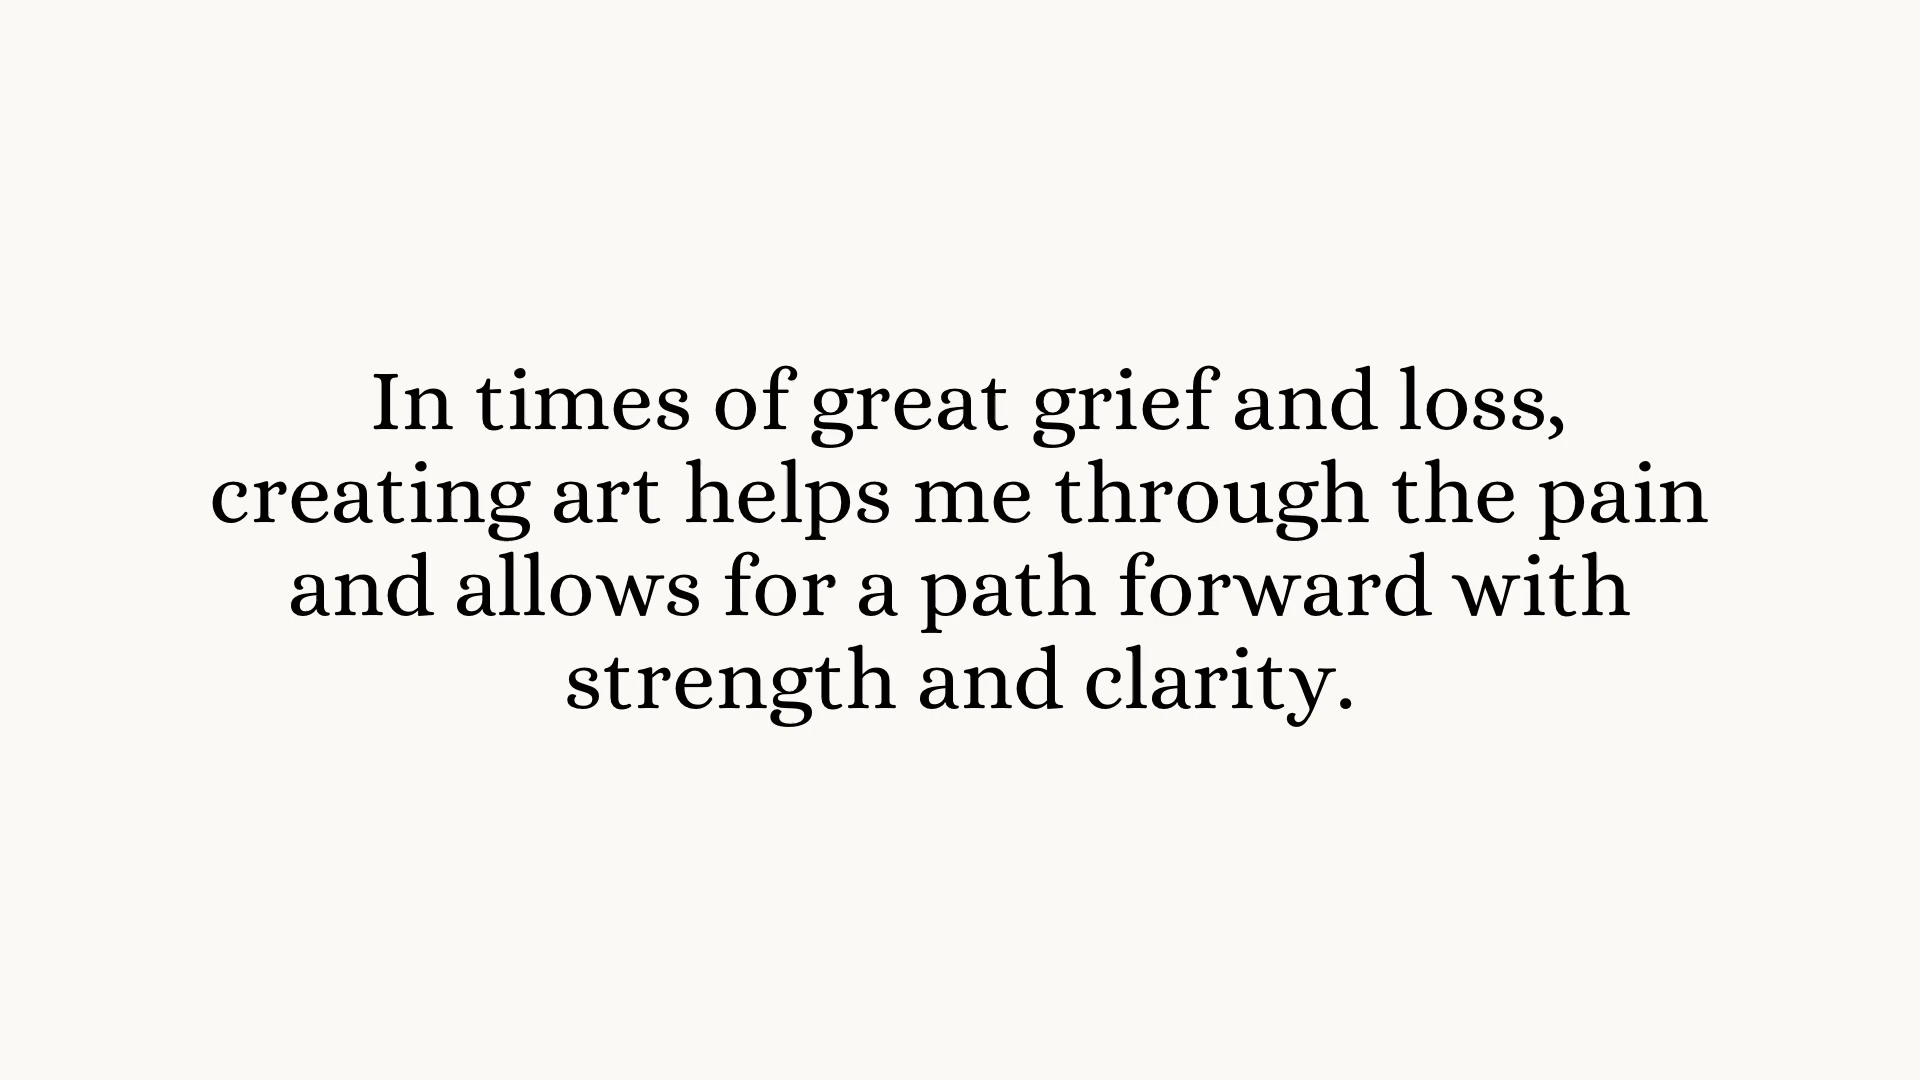 In times of great grief and loss,
creating art helps me through the pain
and allows for a path forward with
strength and clarity.